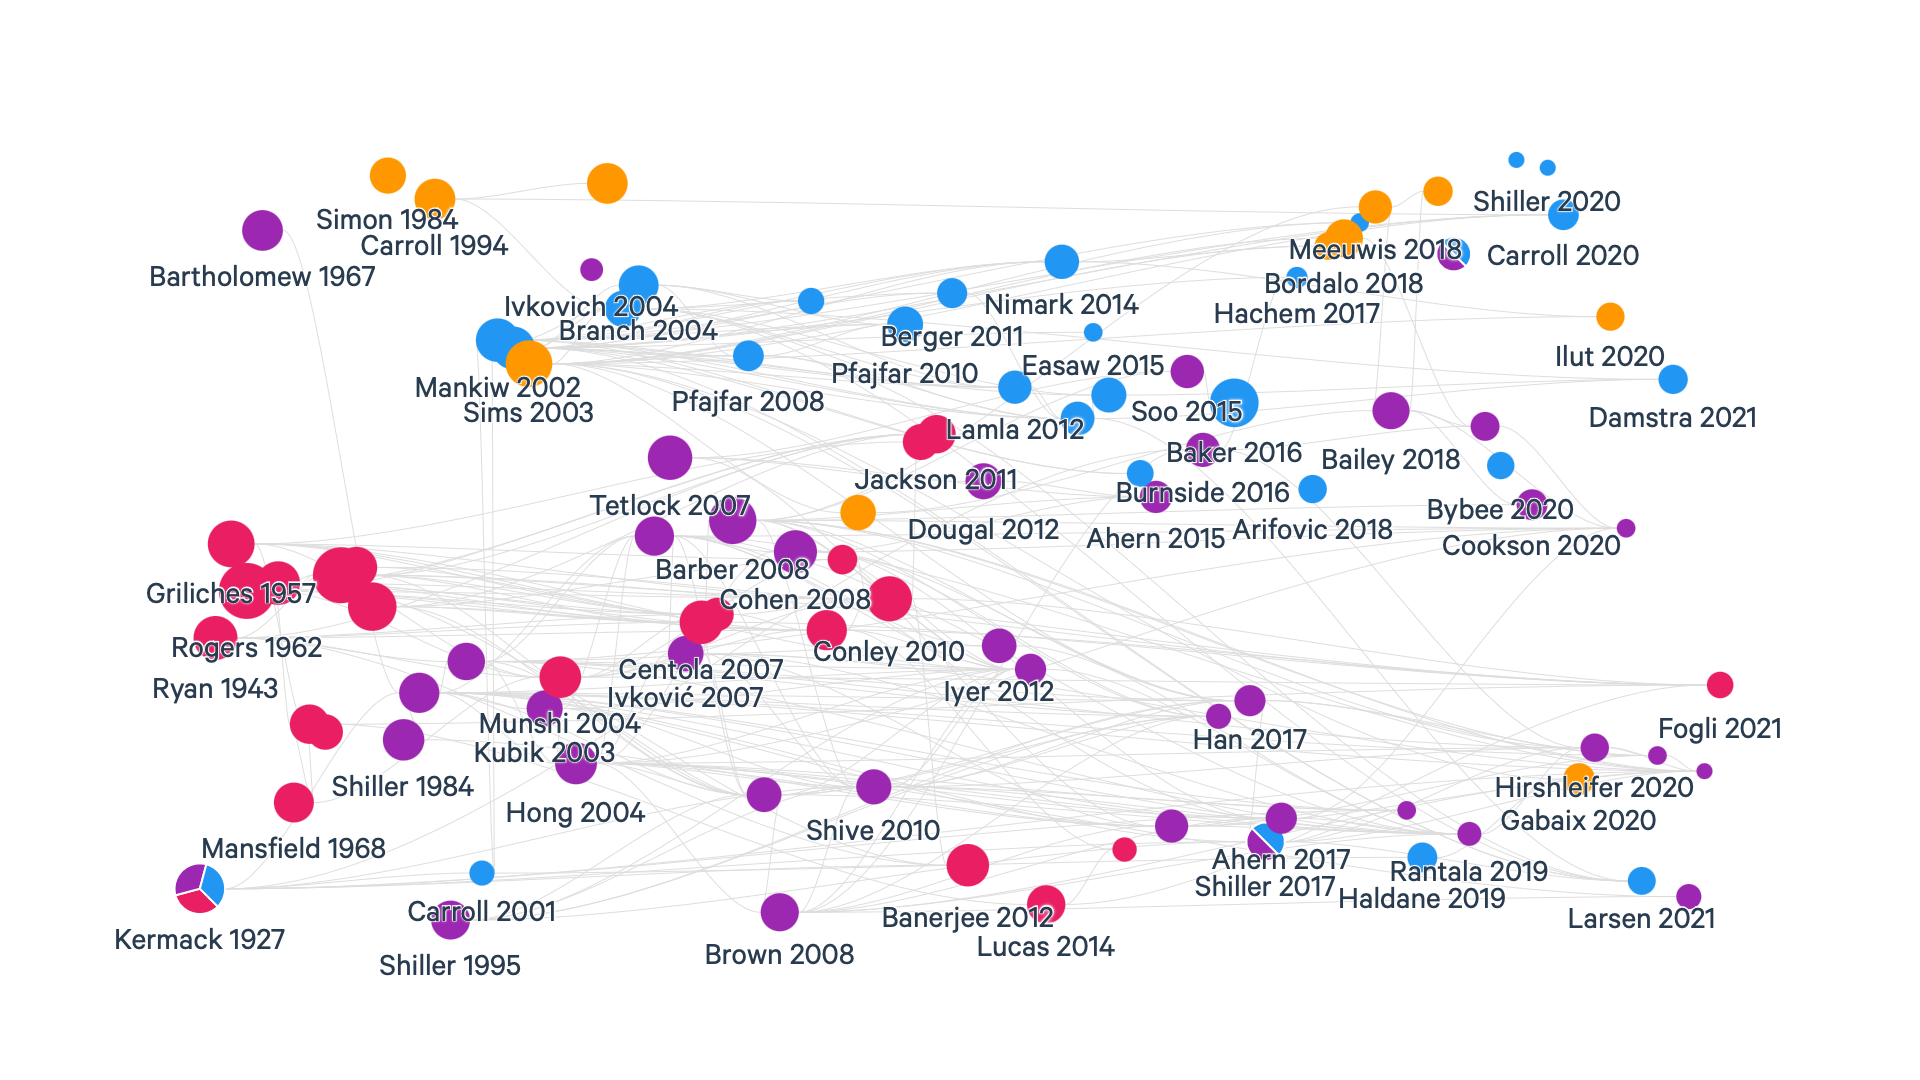 Shiller 2020
Simon 1984
Carroll 1994
Meeuwis 2018
Carroll 2020
Bartholomew 1967
Bordalo 2018
Ivkovich 2004
Nimark 2014
Hachem 2017
Branch 2004
Berger 2011
Ilut 2020
Easaw 2015
Pfajfar 2010
Mankiw 2002
Pfajfar 2008
Sims 2003
Soo 2015
Damstra 2021
Lamla 2012
Baker 2016
Bailey 2018
Jackson 2011
Burnside 2016
Tetlock 2007
Bybee 2020
Dougal 2012
Arifovic 2018
Ahern 2015
Cookson 2020
Barber 2008
Griliches 1957
Cohen 2008
Rogers 1962
Conley 2010
Centola 2007
Ryan 1943
Iyer 2012
Ivković 2007
Munshi 2004
Fogli 2021
Han 2017
Kubik 2003
Shiller 1984
Hirshleifer 2020
Hong 2004
Gabaix 2020
Shive 2010
Mansfield 1968
Ahern 2017
Rantala 2019
Shiller 2017
Haldane 2019
Carroll 2001
Banerjee 2012
Larsen 2021
Kermack 1927
Lucas 2014
Brown 2008
Shiller 1995